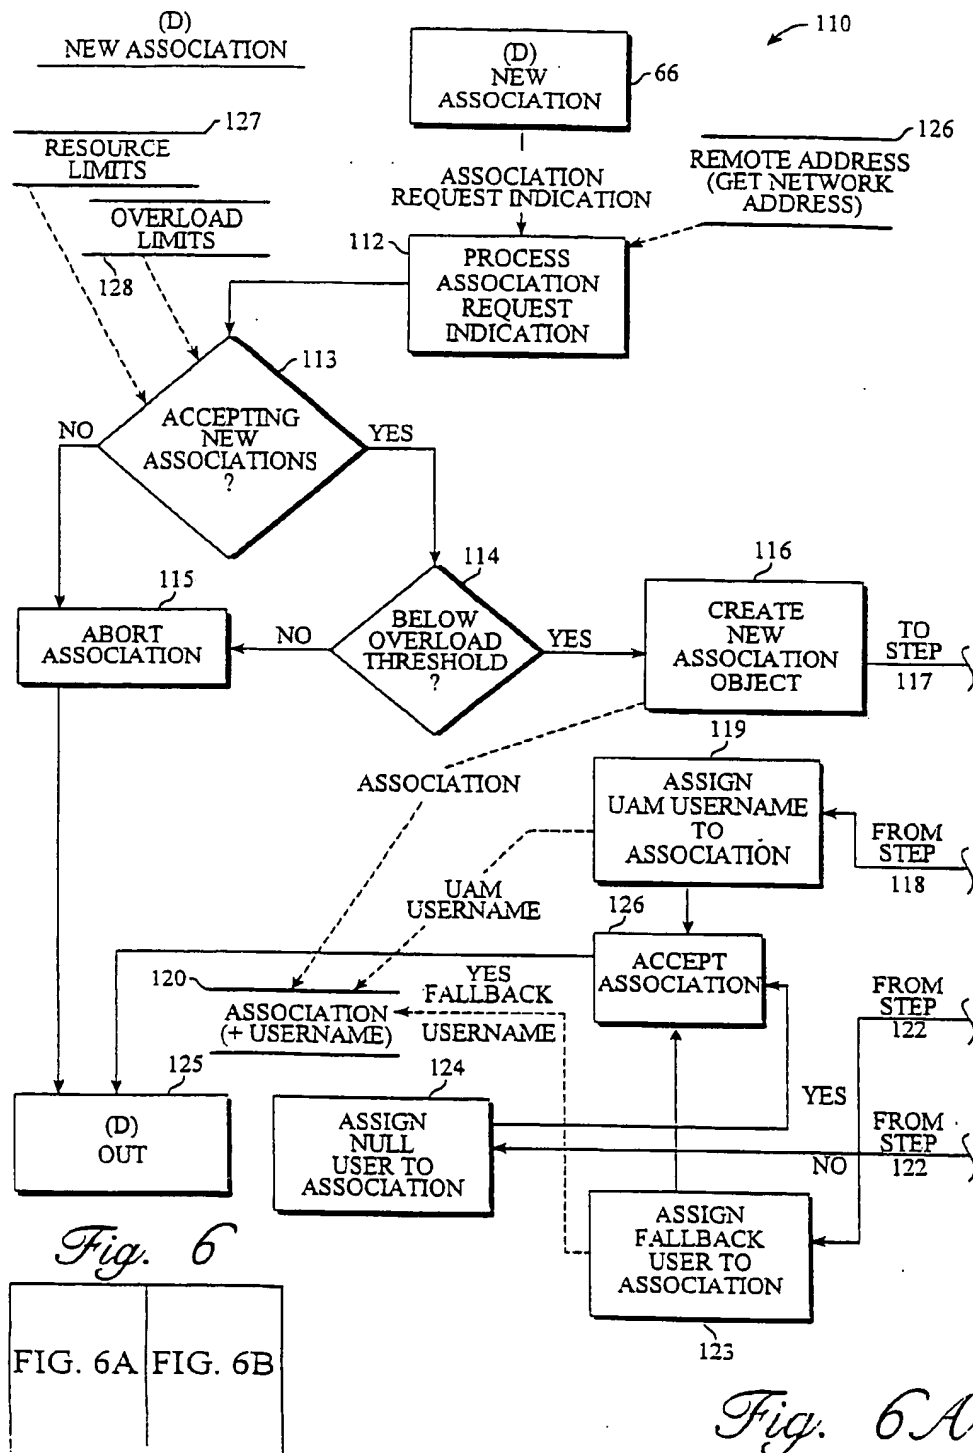 (D)
NEW ASSOCIATION
110
(D)
NEW
ASSOCIATION
66
127
RESOURCE
LIMITS
126
REMOTE ADDRESS
(GET NETWORK
ADDRESS)
ASSOCIATION
REQUEST INDICATION
OVERLOAD
LIMITS
128
112
PROCESS
ASSOCIATION
REQUEST
INDICATION
113
ACCEPTING
NEW
ASSOCIATIONS
?
NO
YES
114
BELOW
OVERLOAD
THRESHOLD
?
NO
YES
115
ABORT
ASSOCIATION
116
CREATE
NEW
ASSOCIATION
OBJECT
TO
STEP
117
ASSOCIATION
119
ASSIGN
UAM USERNAME
TO
ASSOCIATION
FROM
STEP
118
UAM
USERNAME
126
ACCEPT
ASSOCIATION
120
ASSOCIATION
(+ USERNAME)
YES
FALLBACK
USERNAME
FROM
STEP
122
YES
125
(D)
OUT
124
ASSIGN
NULL
USER TO
ASSOCIATION
FROM
STEP
122
NO
ASSIGN
FALLBACK
USER TO
ASSOCIATION
123
Fig. 6
FIG. 6A
FIG. 6B
Fig. 6A